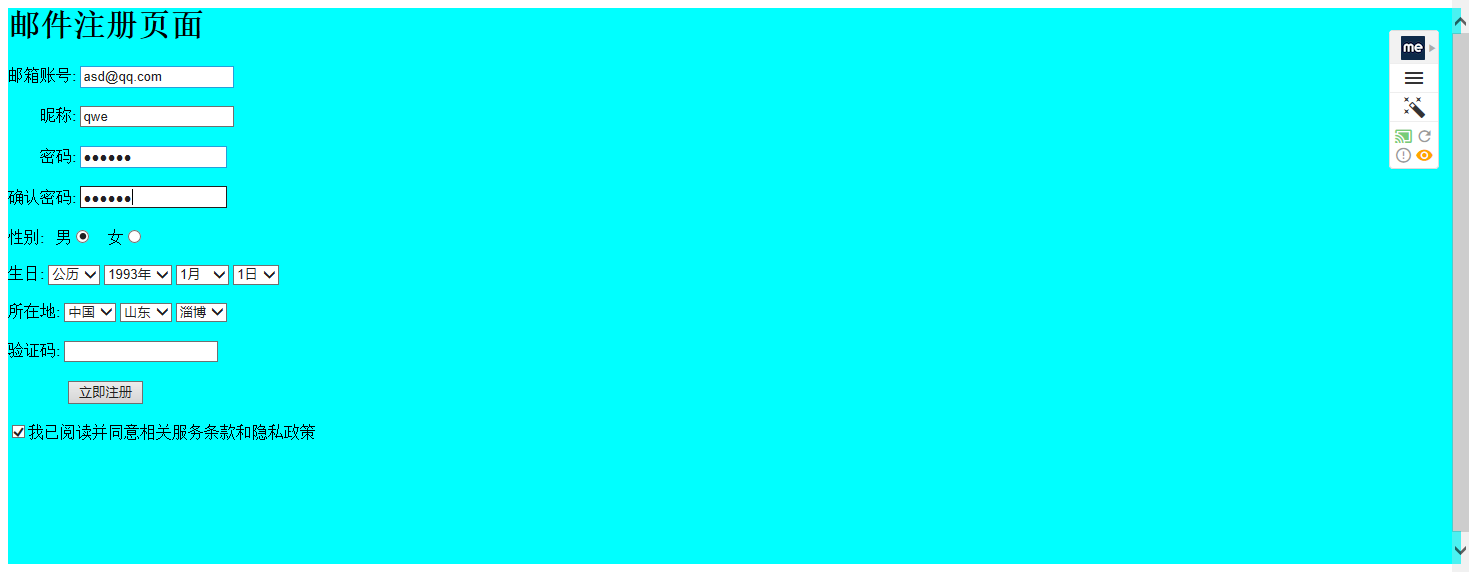 邮件注册页面
me
邮箱账号: asd@qq.com
昵称: qwe
密码: ●●●●●●
确认密码: ●●●●●●
性别: 男 女
生日: 公历 1993年 1月 1日
所在地: 中国 山东 淄博
验证码:
立即注册
我已阅读并同意相关服务条款和隐私政策